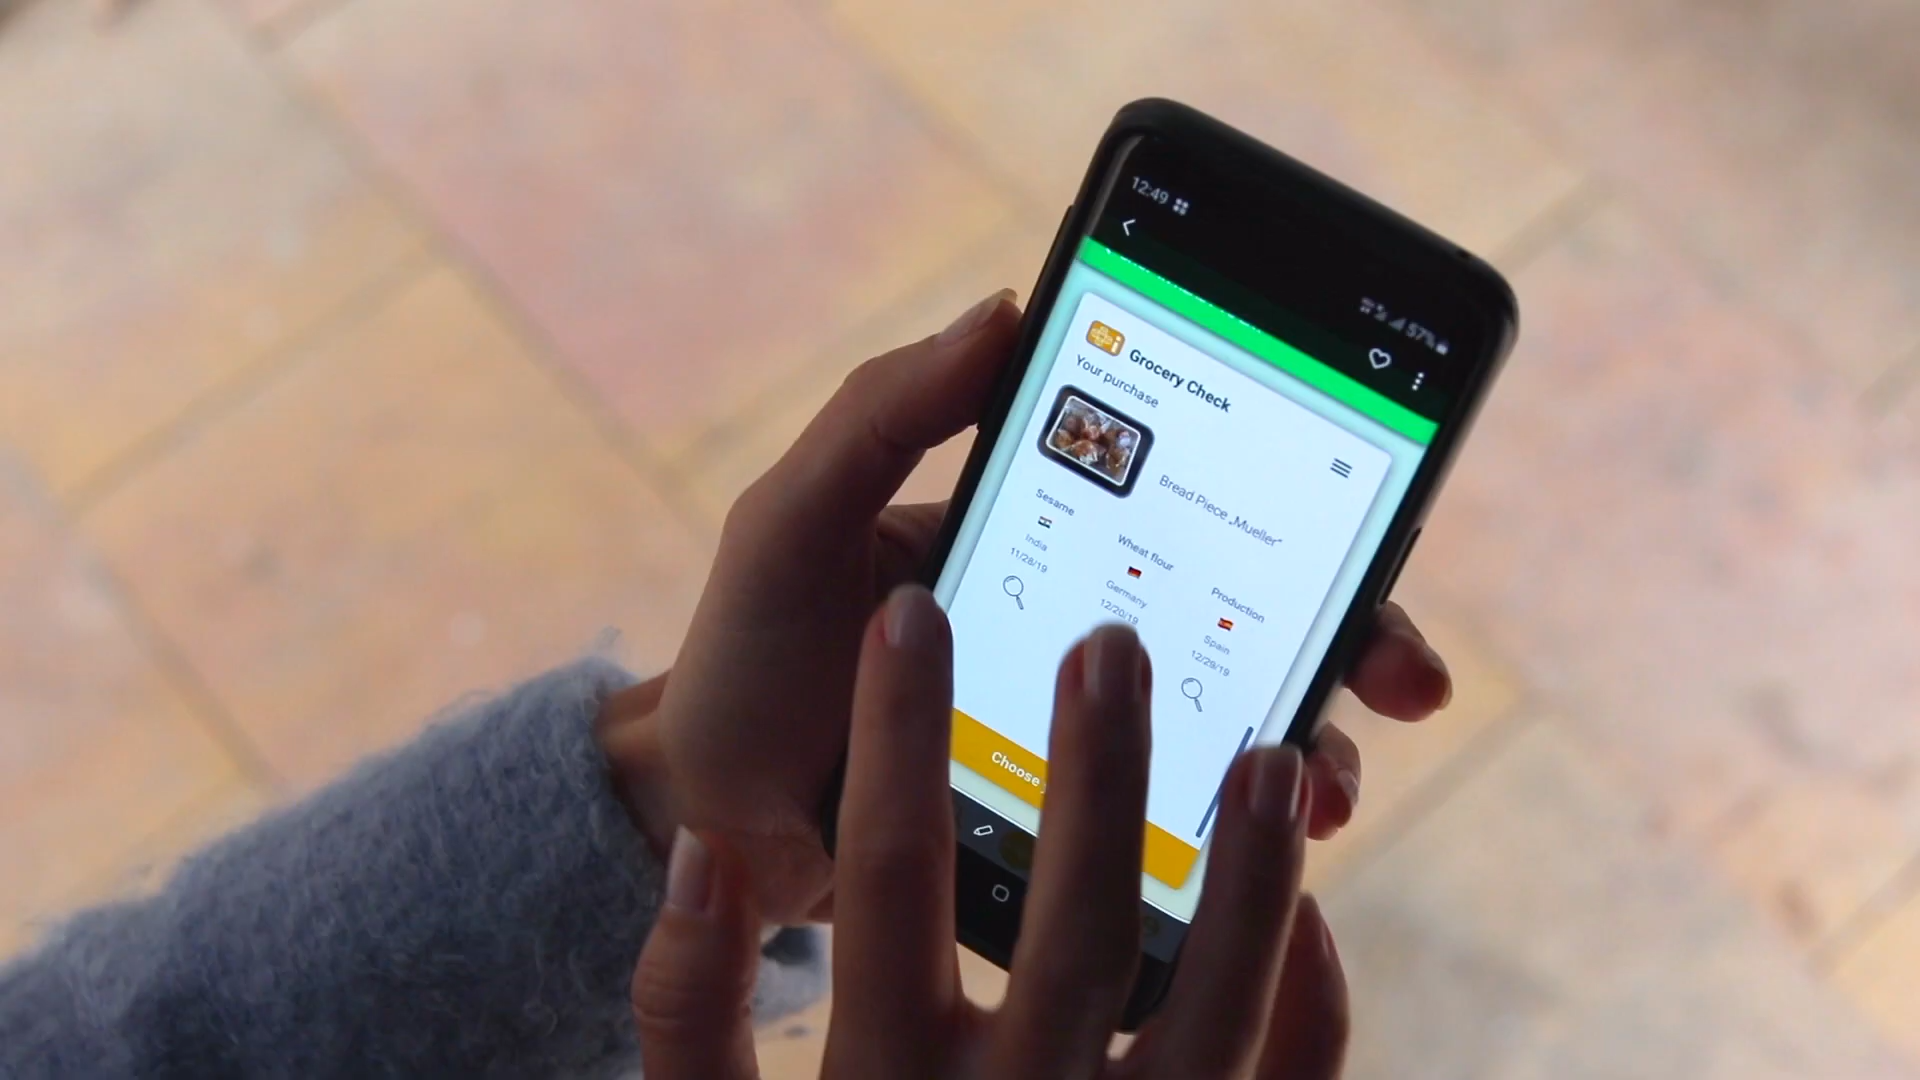 12:49
57%
Grocery Check
Your purchase
Bread Piece „Mueller“
Sesame
India
11/28/19
Wheat flour
Germany
12/20/19
Production
Spain
12/29/19
Choose